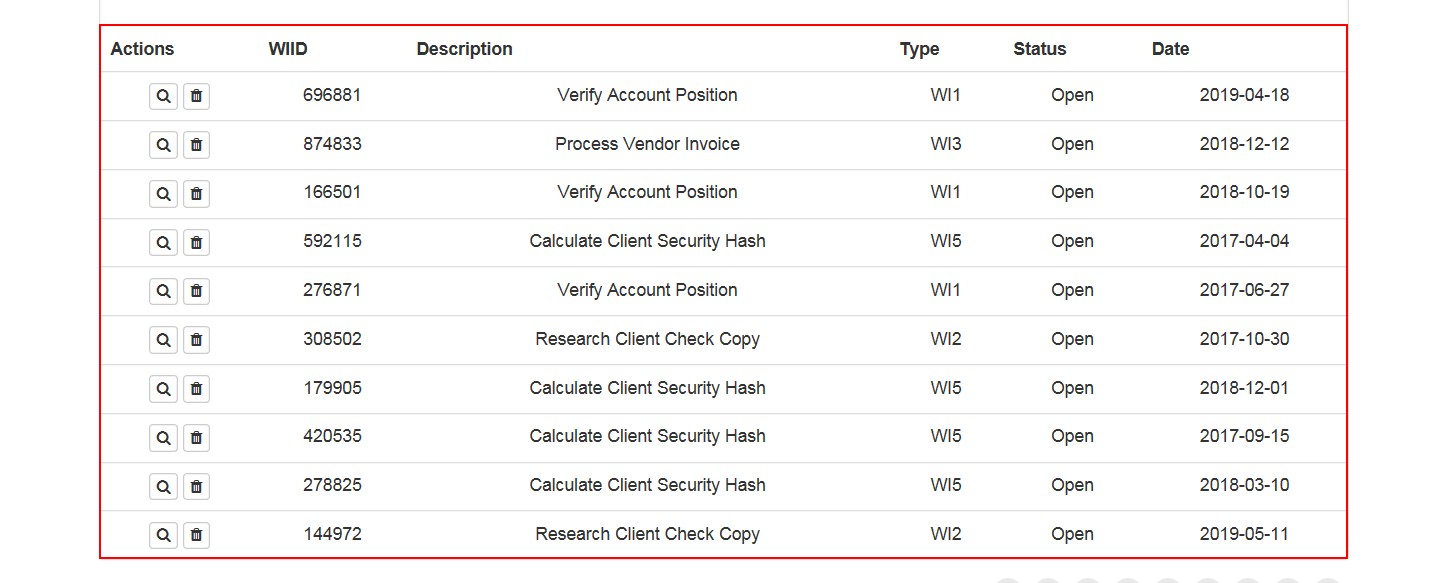 Actions WIID Description Type Status Date
696881 Verify Account Position WI1 Open 2019-04-18
874833 Process Vendor Invoice WI3 Open 2018-12-12
166501 Verify Account Position WI1 Open 2018-10-19
592115 Calculate Client Security Hash WI5 Open 2017-04-04
276871 Verify Account Position WI1 Open 2017-06-27
308502 Research Client Check Copy WI2 Open 2017-10-30
179905 Calculate Client Security Hash WI5 Open 2018-12-01
420535 Calculate Client Security Hash WI5 Open 2017-09-15
278825 Calculate Client Security Hash WI5 Open 2018-03-10
144972 Research Client Check Copy WI2 Open 2019-05-11